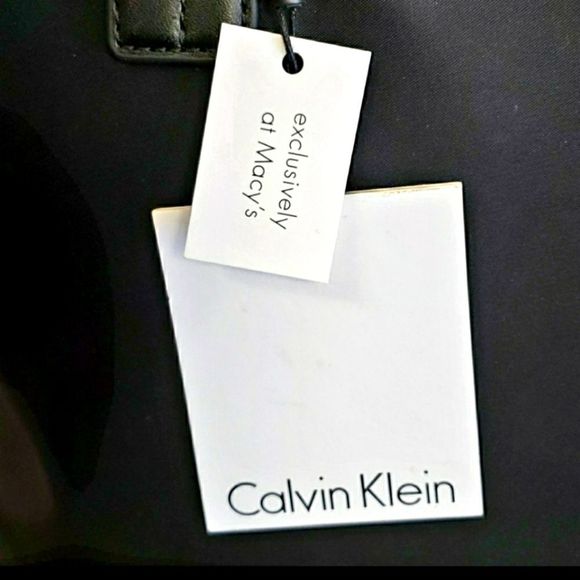 exclusively
at Macy's
Calvin Klein